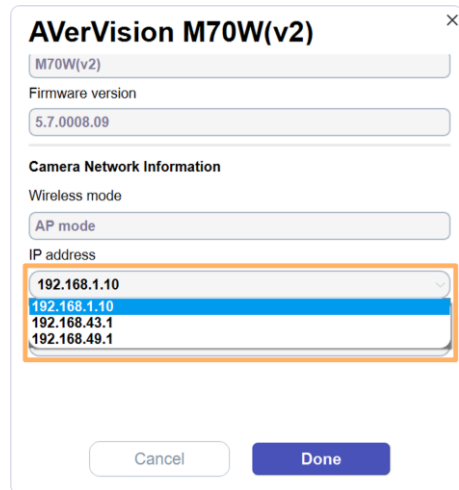 AVerVision M70W(v2)
M70W(v2)
Firmware version
5.7.0008.09
Camera Network Information
Wireless mode
AP mode
IP address
192.168.1.10
192.168.1.10
192.168.43.1
192.168.49.1
Cancel
Done